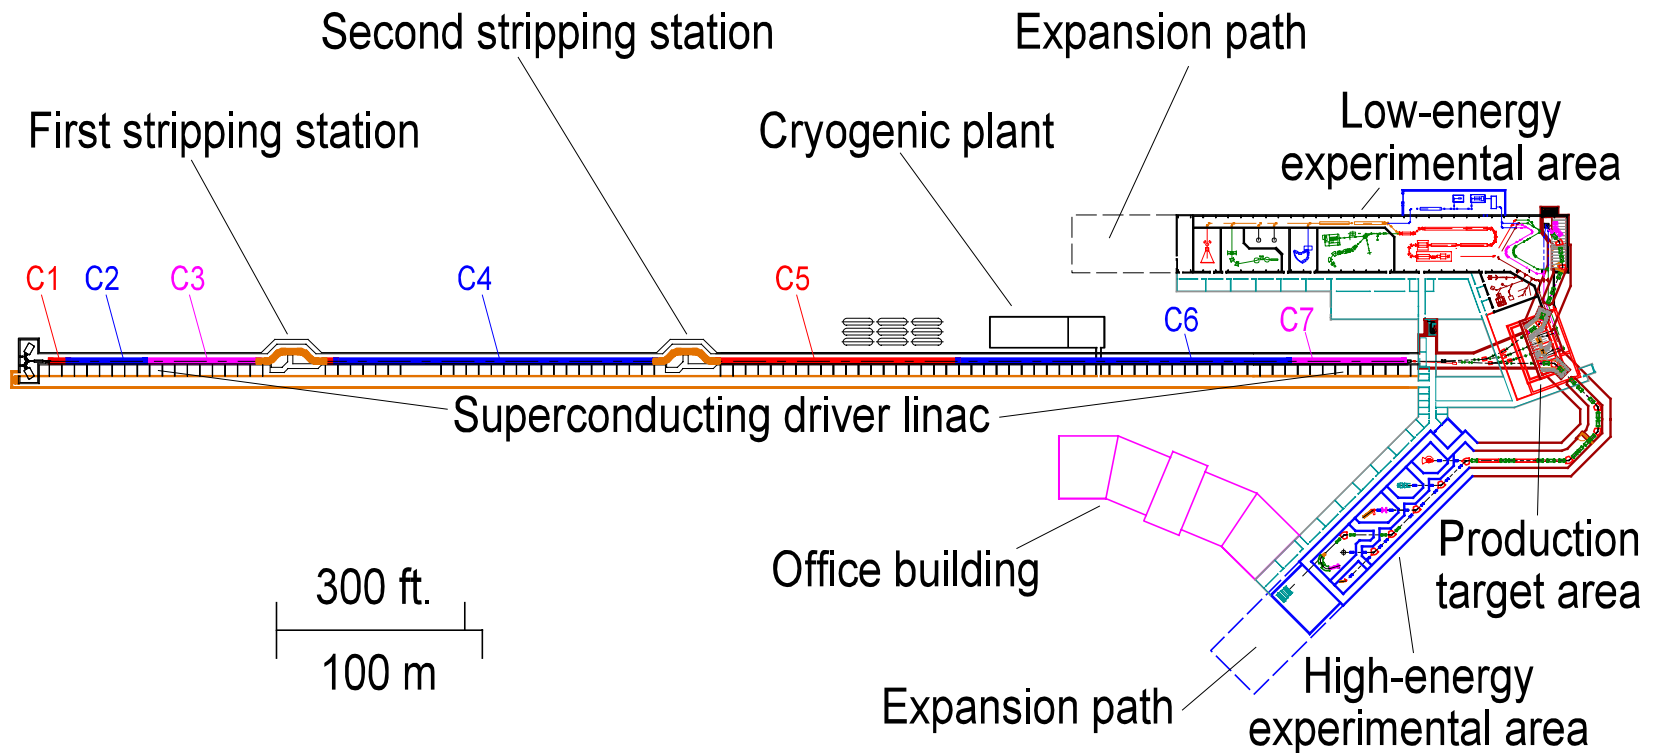 Second stripping station
Expansion path
First stripping station
Cryogenic plant
Low-energy
experimental area
C1
C2
C3
C4
C5
C6
C7
Superconducting driver linac
Office building
Production
target area
300 ft.
100 m
High-energy
experimental area
Expansion path